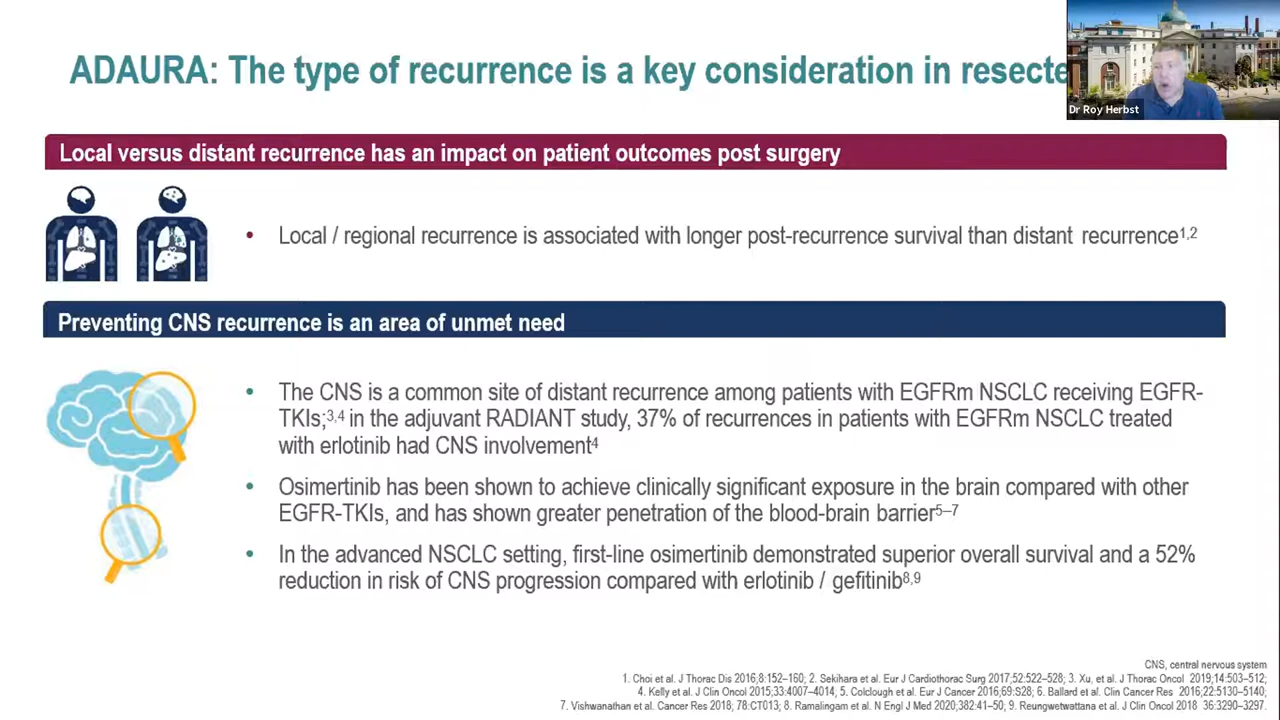 ADAURA: The type of recurrence is a key consideration in resecte
Dr Roy Herbst
Local versus distant recurrence has an impact on patient outcomes post surgery
• Local / regional recurrence is associated with longer post-recurrence survival than distant recurrence1,2
Preventing CNS recurrence is an area of unmet need
• The CNS is a common site of distant recurrence among patients with EGFRm NSCLC receiving EGFR-
TKIs;3,4 in the adjuvant RADIANT study, 37% of recurrences in patients with EGFRm NSCLC treated
with erlotinib had CNS involvement4
• Osimertinib has been shown to achieve clinically significant exposure in the brain compared with other
EGFR-TKIs, and has shown greater penetration of the blood-brain barrier5–7
• In the advanced NSCLC setting, first-line osimertinib demonstrated superior overall survival and a 52%
reduction in risk of CNS progression compared with erlotinib / gefitinib8,9
CNS, central nervous system
1. Choi et al. J Thorac Dis 2016;8:152–160; 2. Sekihara et al. Eur J Cardiothorac Surg 2017;52:522–528; 3. Xu, et al. J Thorac Oncol 2019;14:503–512;
4. Kelly et al. J Clin Oncol 2015;33:4007–4014, 5. Colclough et al. Eur J Cancer 2016;69:S28; 6. Ballard et al. Clin Cancer Res 2016,22:5130–5140;
7. Vishwanathan et al. Cancer Res 2018; 78:CT013; 8. Ramalingam et al. N Engl J Med 2020;382:41–50; 9. Reungwetwattana et al. J Clin Oncol 2018 36:3290–3297.